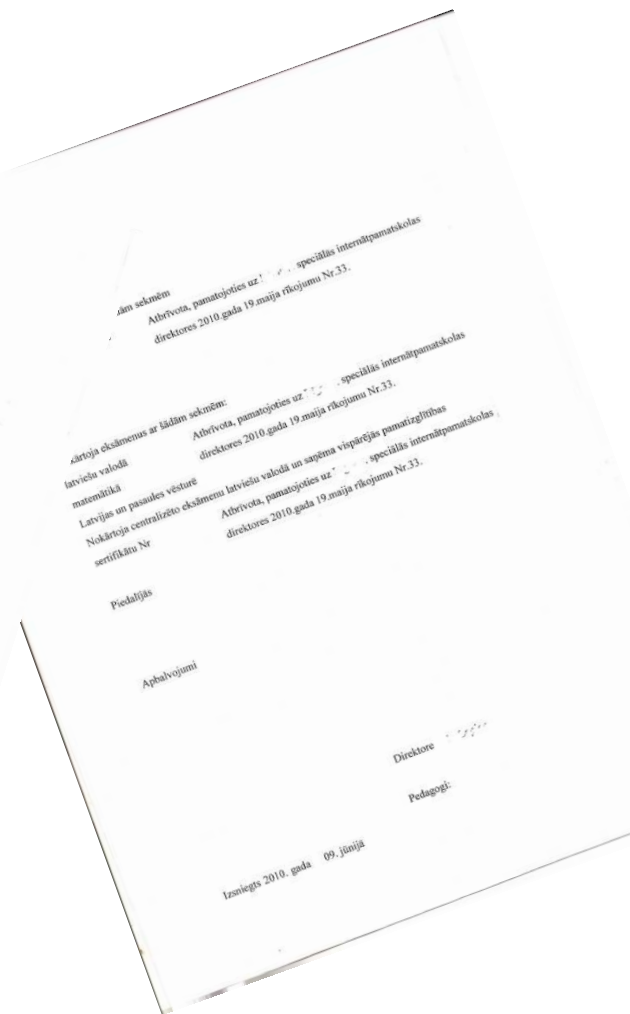 dām sekmēm
Atbrīvota, pamatojoties uz speciālās internātpamatskolas
direktores 2010.gada 19.maija rīkojumu Nr.33.
kārtoja eksāmenus ar šādām sekmēm:
latviešu valodā
Atbrīvota, pamatojoties uz speciālās internātpamatskolas
matemātikā
direktores 2010.gada 19.maija rīkojumu Nr.33.
Latvijas un pasaules vēsturē
Nokārtoja centralizēto eksāmenu latviešu valodā un saņēma vispārējās pamatizglītības
sertifikātu Nr
Atbrīvota, pamatojoties uz speciālās internātpamatskolas
direktores 2010.gada 19.maija rīkojumu Nr.33.
Piedalījās
Apbalvojumi
Direktore
Pedagogi:
Izsniegts 2010. gada 09. jūnijā